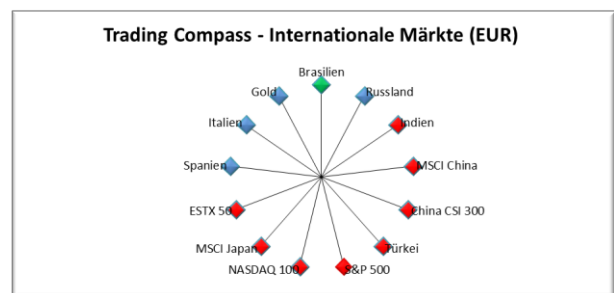 Trading Compass - Internationale Märkte (EUR)
Brasilien
Gold
Russland
Italien
Indien
Spanien
MSCI China
ESTX 50
China CSI 300
MSCI Japan
Türkei
NASDAQ 100
S&P 500